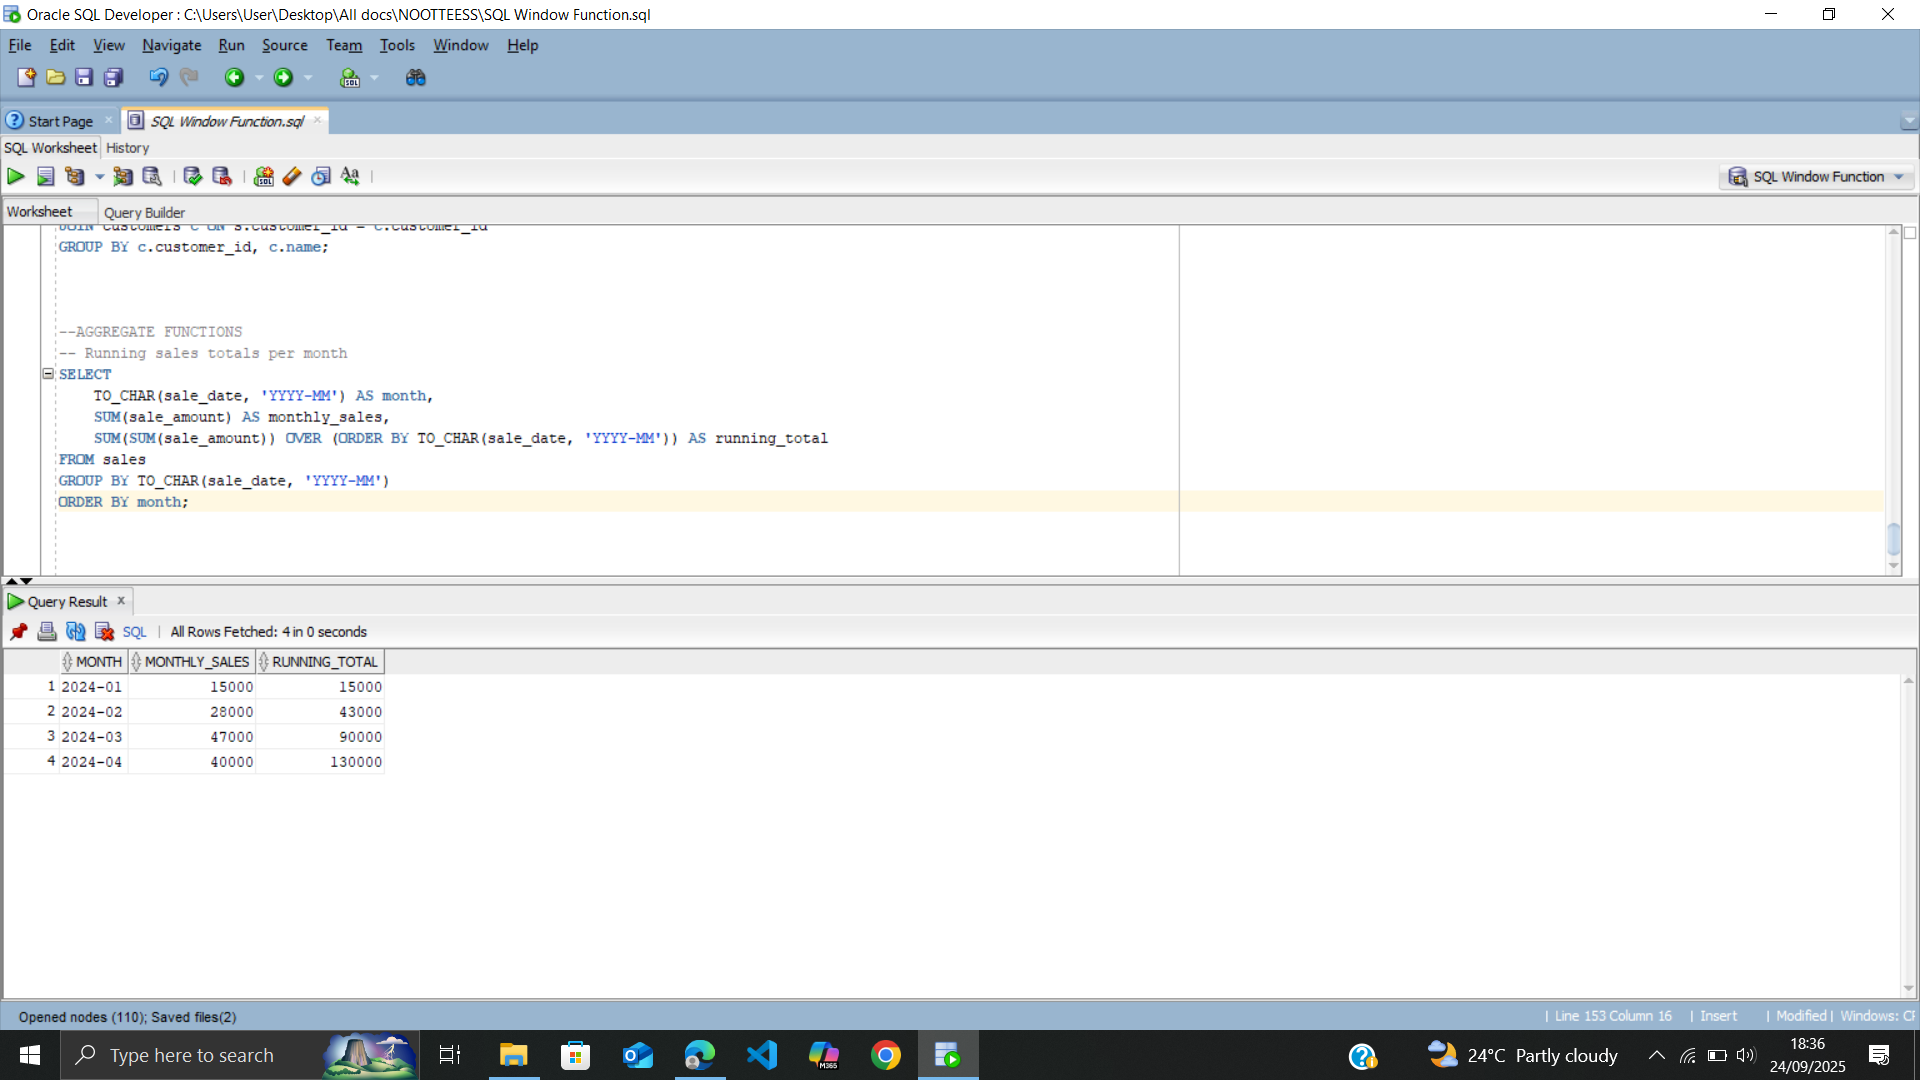 Oracle SQL Developer : C:\Users\User\Desktop\All docs\NOOTTEESS\SQL Window Function.sql
File Edit View Navigate Run Source Team Tools Window Help
Start Page
SQL Window Function.sql
SQL Worksheet History
SQL Window Function
Worksheet Query Builder
JOIN customers c ON s.customer_id = c.customer_id
GROUP BY c.customer_id, c.name;
--AGGREGATE FUNCTIONS
-- Running sales totals per month
SELECT
TO_CHAR(sale_date, 'YYYY-MM') AS month,
SUM(sale_amount) AS monthly_sales,
SUM(SUM(sale_amount)) OVER (ORDER BY TO_CHAR(sale_date, 'YYYY-MM')) AS running_total
FROM sales
GROUP BY TO_CHAR(sale_date, 'YYYY-MM')
ORDER BY month;
Query Result
SQL | All Rows Fetched: 4 in 0 seconds
MONTH MONTHLY_SALES RUNNING_TOTAL
1 2024-01 15000 15000
2 2024-02 28000 43000
3 2024-03 47000 90000
4 2024-04 40000 130000
Opened nodes (110); Saved files(2)
| Line 153 Column 16 | Insert | Modified | Windows: CR
Type here to search
M365
24°C Partly cloudy
18:36
24/09/2025